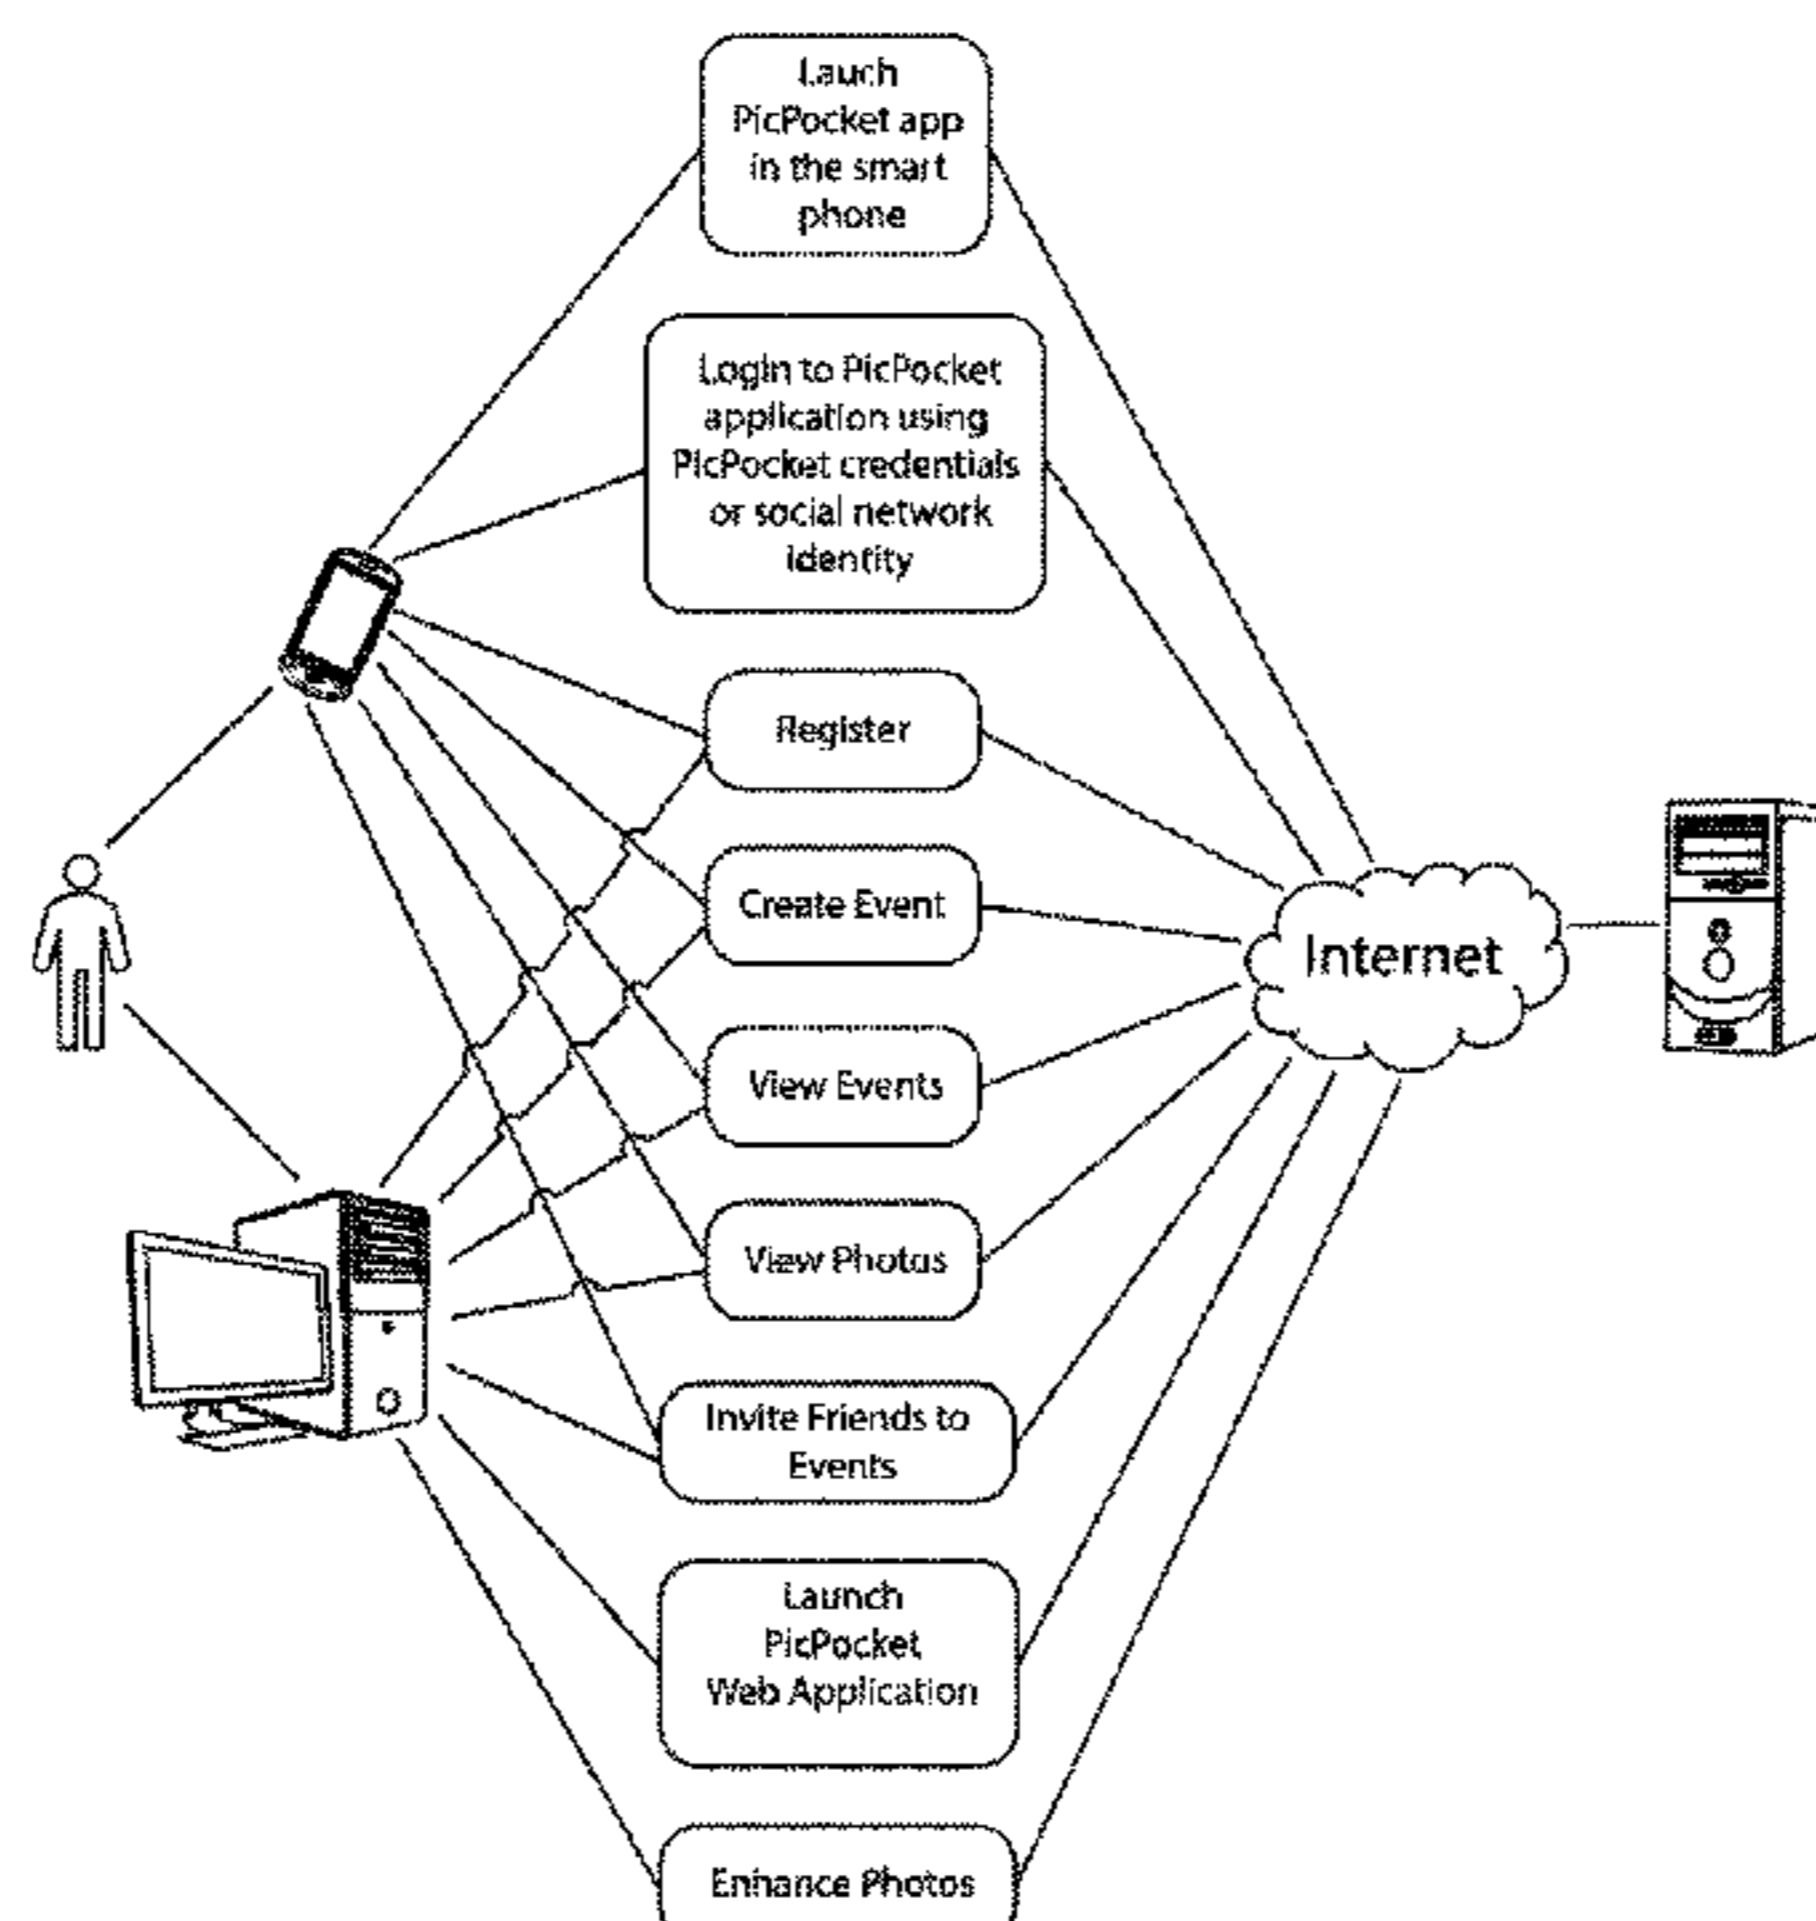 Lauch
PicPocket app
in the smart
phone
Login to PicPocket
application using
PicPocket credentials
or social network
identity
Register
Create Event
Internet
View Events
View Photos
Invite Friends to
Events
Launch
PicPocket
Web Application
Enhance Photos